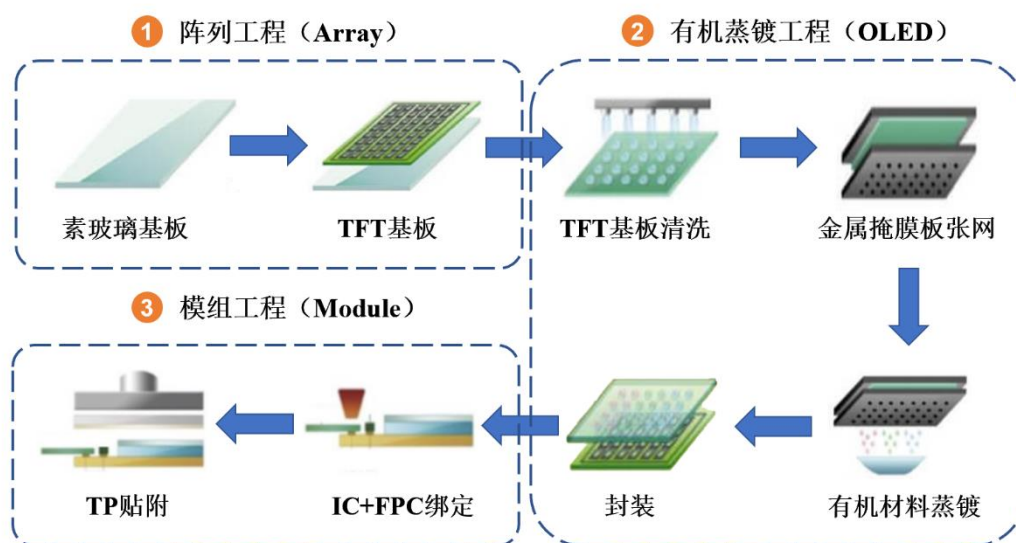 1 阵列工程（Array）
素玻璃基板
TFT基板
2 有机蒸镀工程（OLED）
TFT基板清洗
金属掩膜板张网
有机材料蒸镀
封装
3 模组工程（Module）
IC+FPC绑定
TP贴附